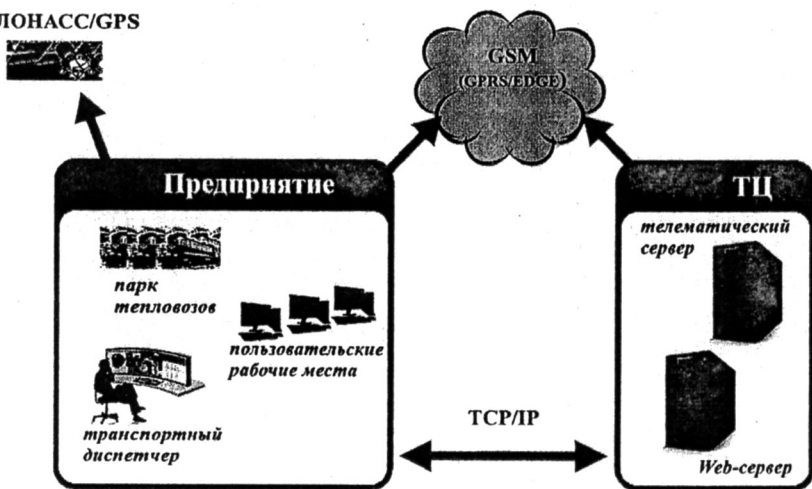 ЛОНАСС/GPS
GSM
(GPRS/EDGE)
Предприятие
ТЦ
парк
тепловозов
пользовательские
рабочие места
транспортный
диспетчер
телематический
сервер
TCP/IP
Web-сервер